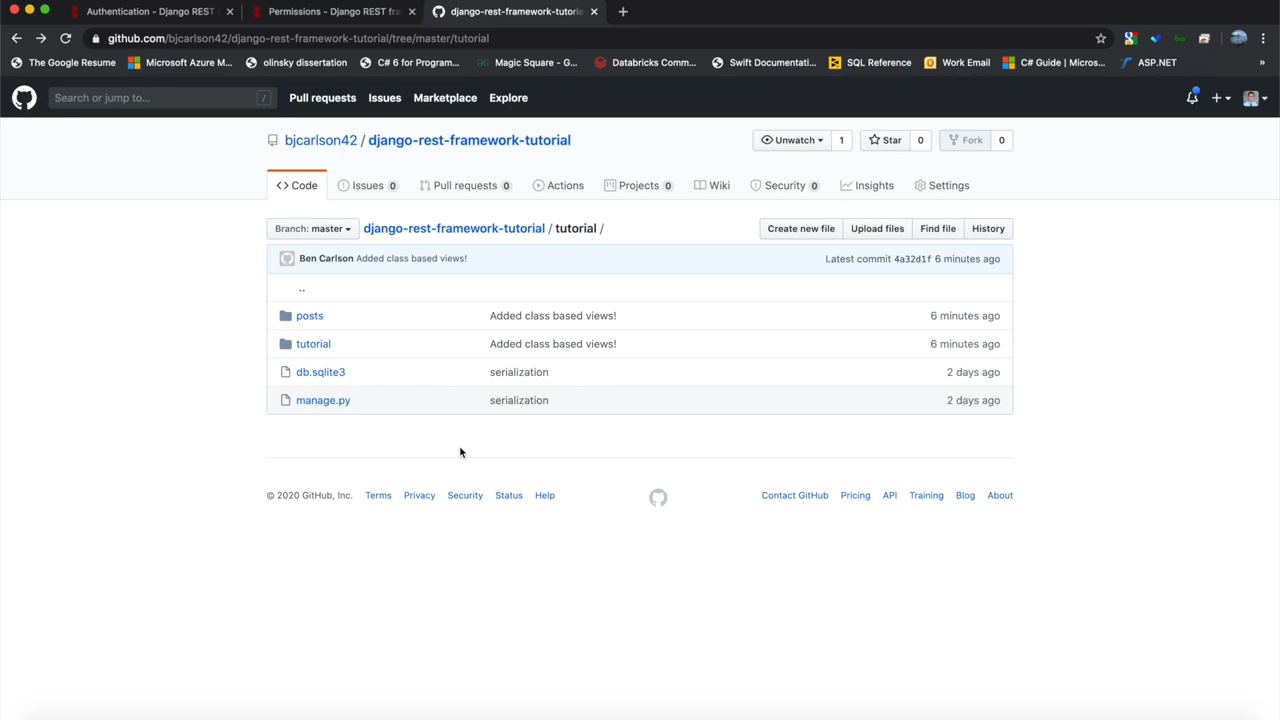 Authentication - Django REST
Permissions - Django REST fra
django-rest-framework-tutoria
github.com/bjcarlson42/django-rest-framework-tutorial/tree/master/tutorial
The Google Resume
Microsoft Azure M...
olinsky dissertation
C# 6 for Program...
Magic Square - G...
Databricks Comm...
Swift Documentati...
SQL Reference
Work Email
C# Guide | Micros...
ASP.NET
»
Search or jump to...
/
Pull requests
Issues
Marketplace
Explore
bjcarlson42 / django-rest-framework-tutorial
Unwatch 1
Star 0
Fork 0
Code
Issues 0
Pull requests 0
Actions
Projects 0
Wiki
Security 0
Insights
Settings
Branch: master
django-rest-framework-tutorial / tutorial /
Create new file
Upload files
Find file
History
Ben Carlson Added class based views!
Latest commit 4a32d1f 6 minutes ago
..
posts Added class based views! 6 minutes ago
tutorial Added class based views! 6 minutes ago
db.sqlite3 serialization 2 days ago
manage.py serialization 2 days ago
© 2020 GitHub, Inc. Terms Privacy Security Status Help
Contact GitHub Pricing API Training Blog About